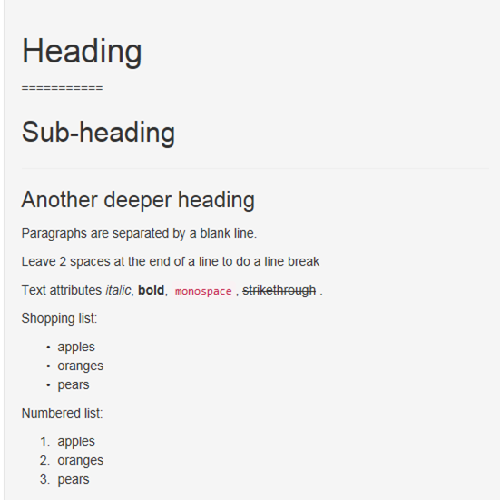 Heading
===========
Sub-heading
Another deeper heading
Paragraphs are separated by a blank line.
Leave 2 spaces at the end of a line to do a line break
Text attributes italic, bold, monospace , strikethrough .
Shopping list:
- apples
- oranges
- pears
Numbered list:
1. apples
2. oranges
3. pears